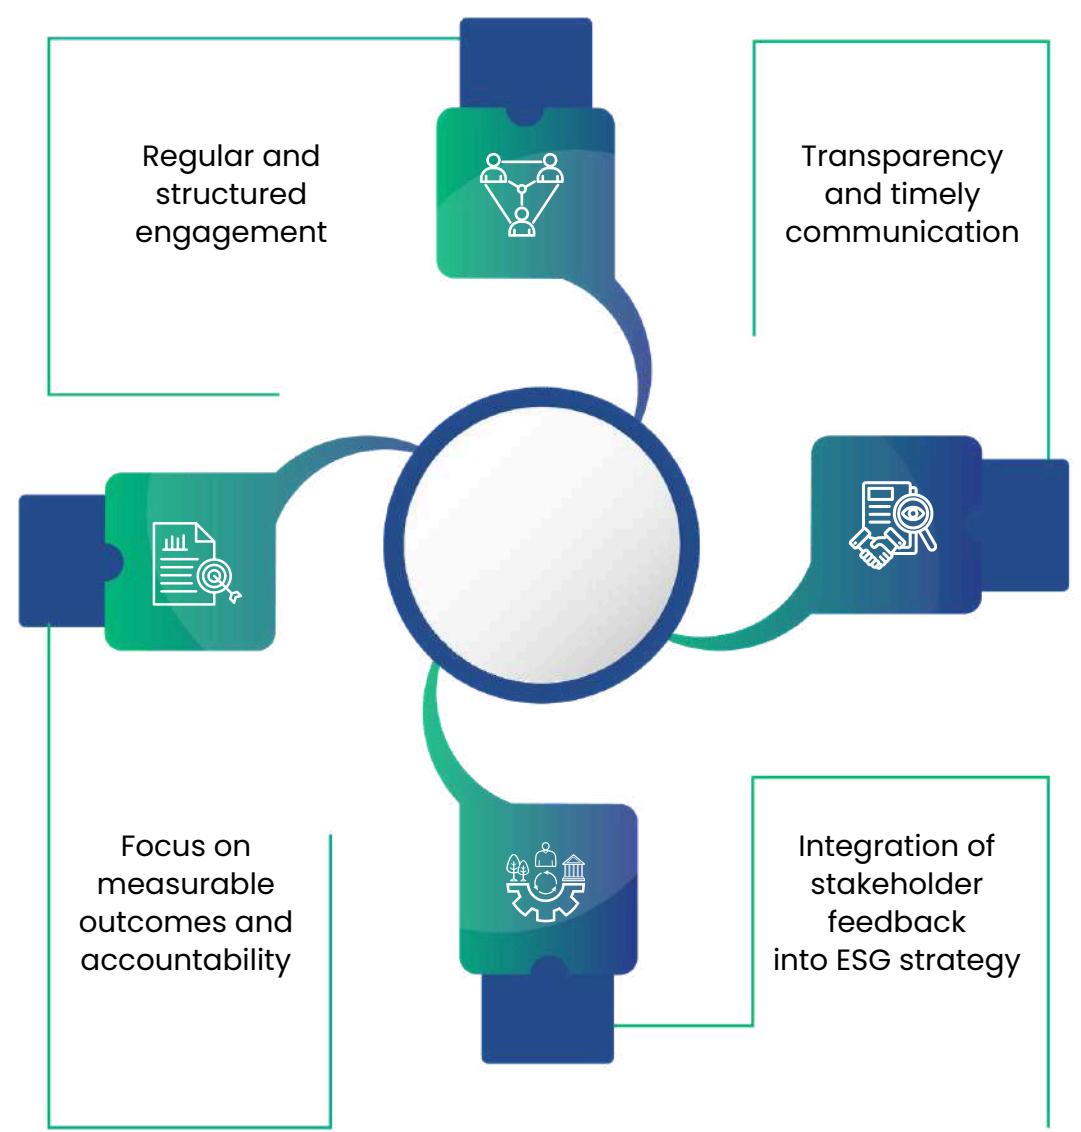 Regular and
structured
engagement
Transparency
and timely
communication
Focus on
measurable
outcomes and
accountability
Integration of
stakeholder
feedback
into ESG strategy